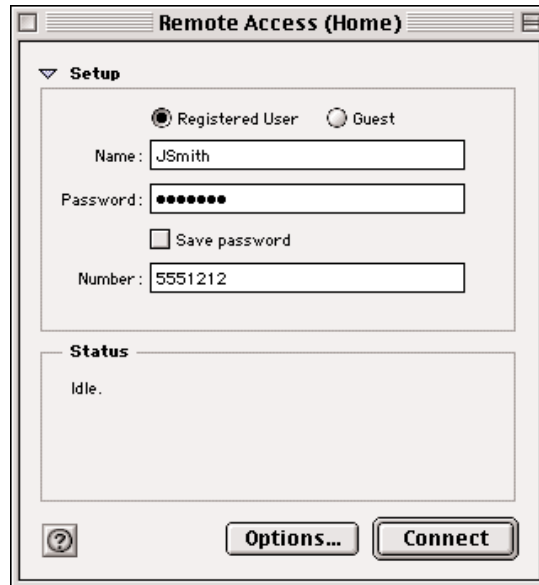 Remote Access (Home)
Setup
Registered User Guest
Name: JSmith
Password: •••••••
Save password
Number: 5551212
Status
Idle.
? Options... Connect